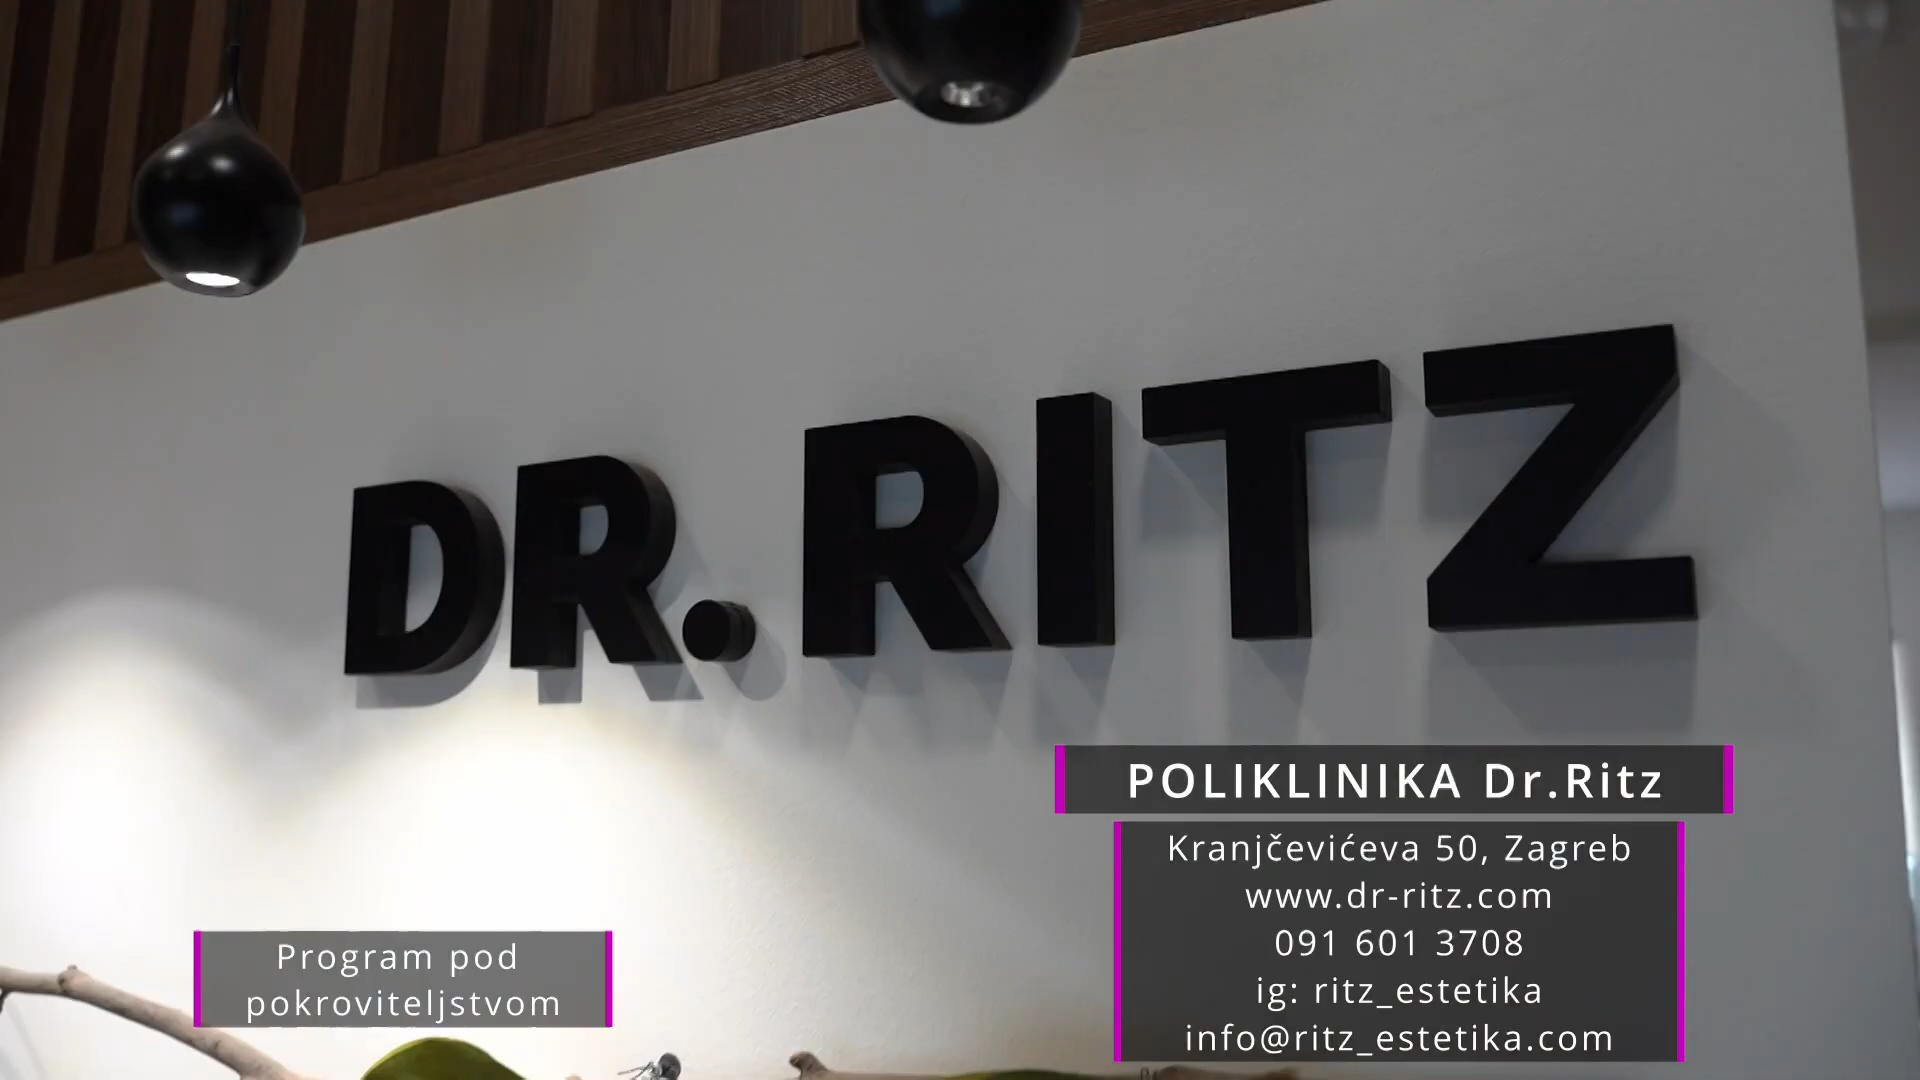 DR. RITZ
POLIKLINIKA Dr.Ritz
Kranjčevićeva 50, Zagreb
www.dr-ritz.com
091 601 3708
ig: ritz_estetika
info@ritz_estetika.com
Program pod
pokroviteljstvom